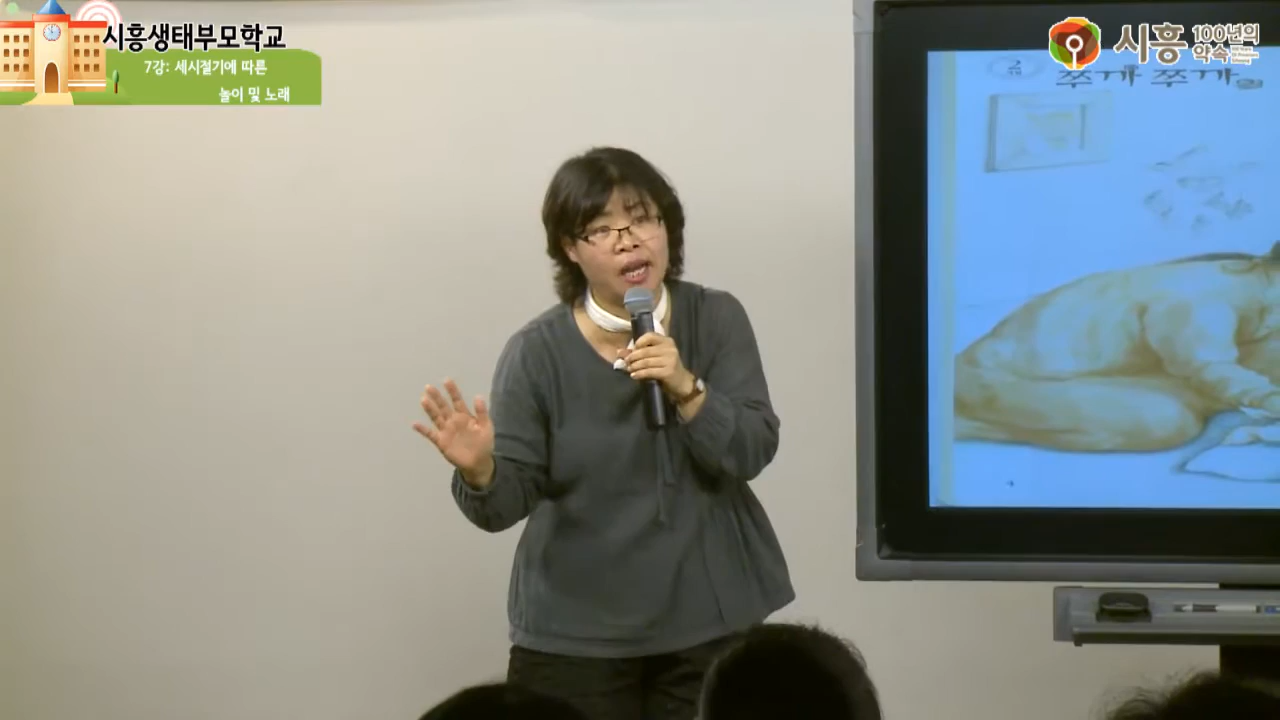 시흥생태부모학교
7강: 세시절기에 따른
놀이 및 노래
시흥
100년의
약속
쭈까 쭈까